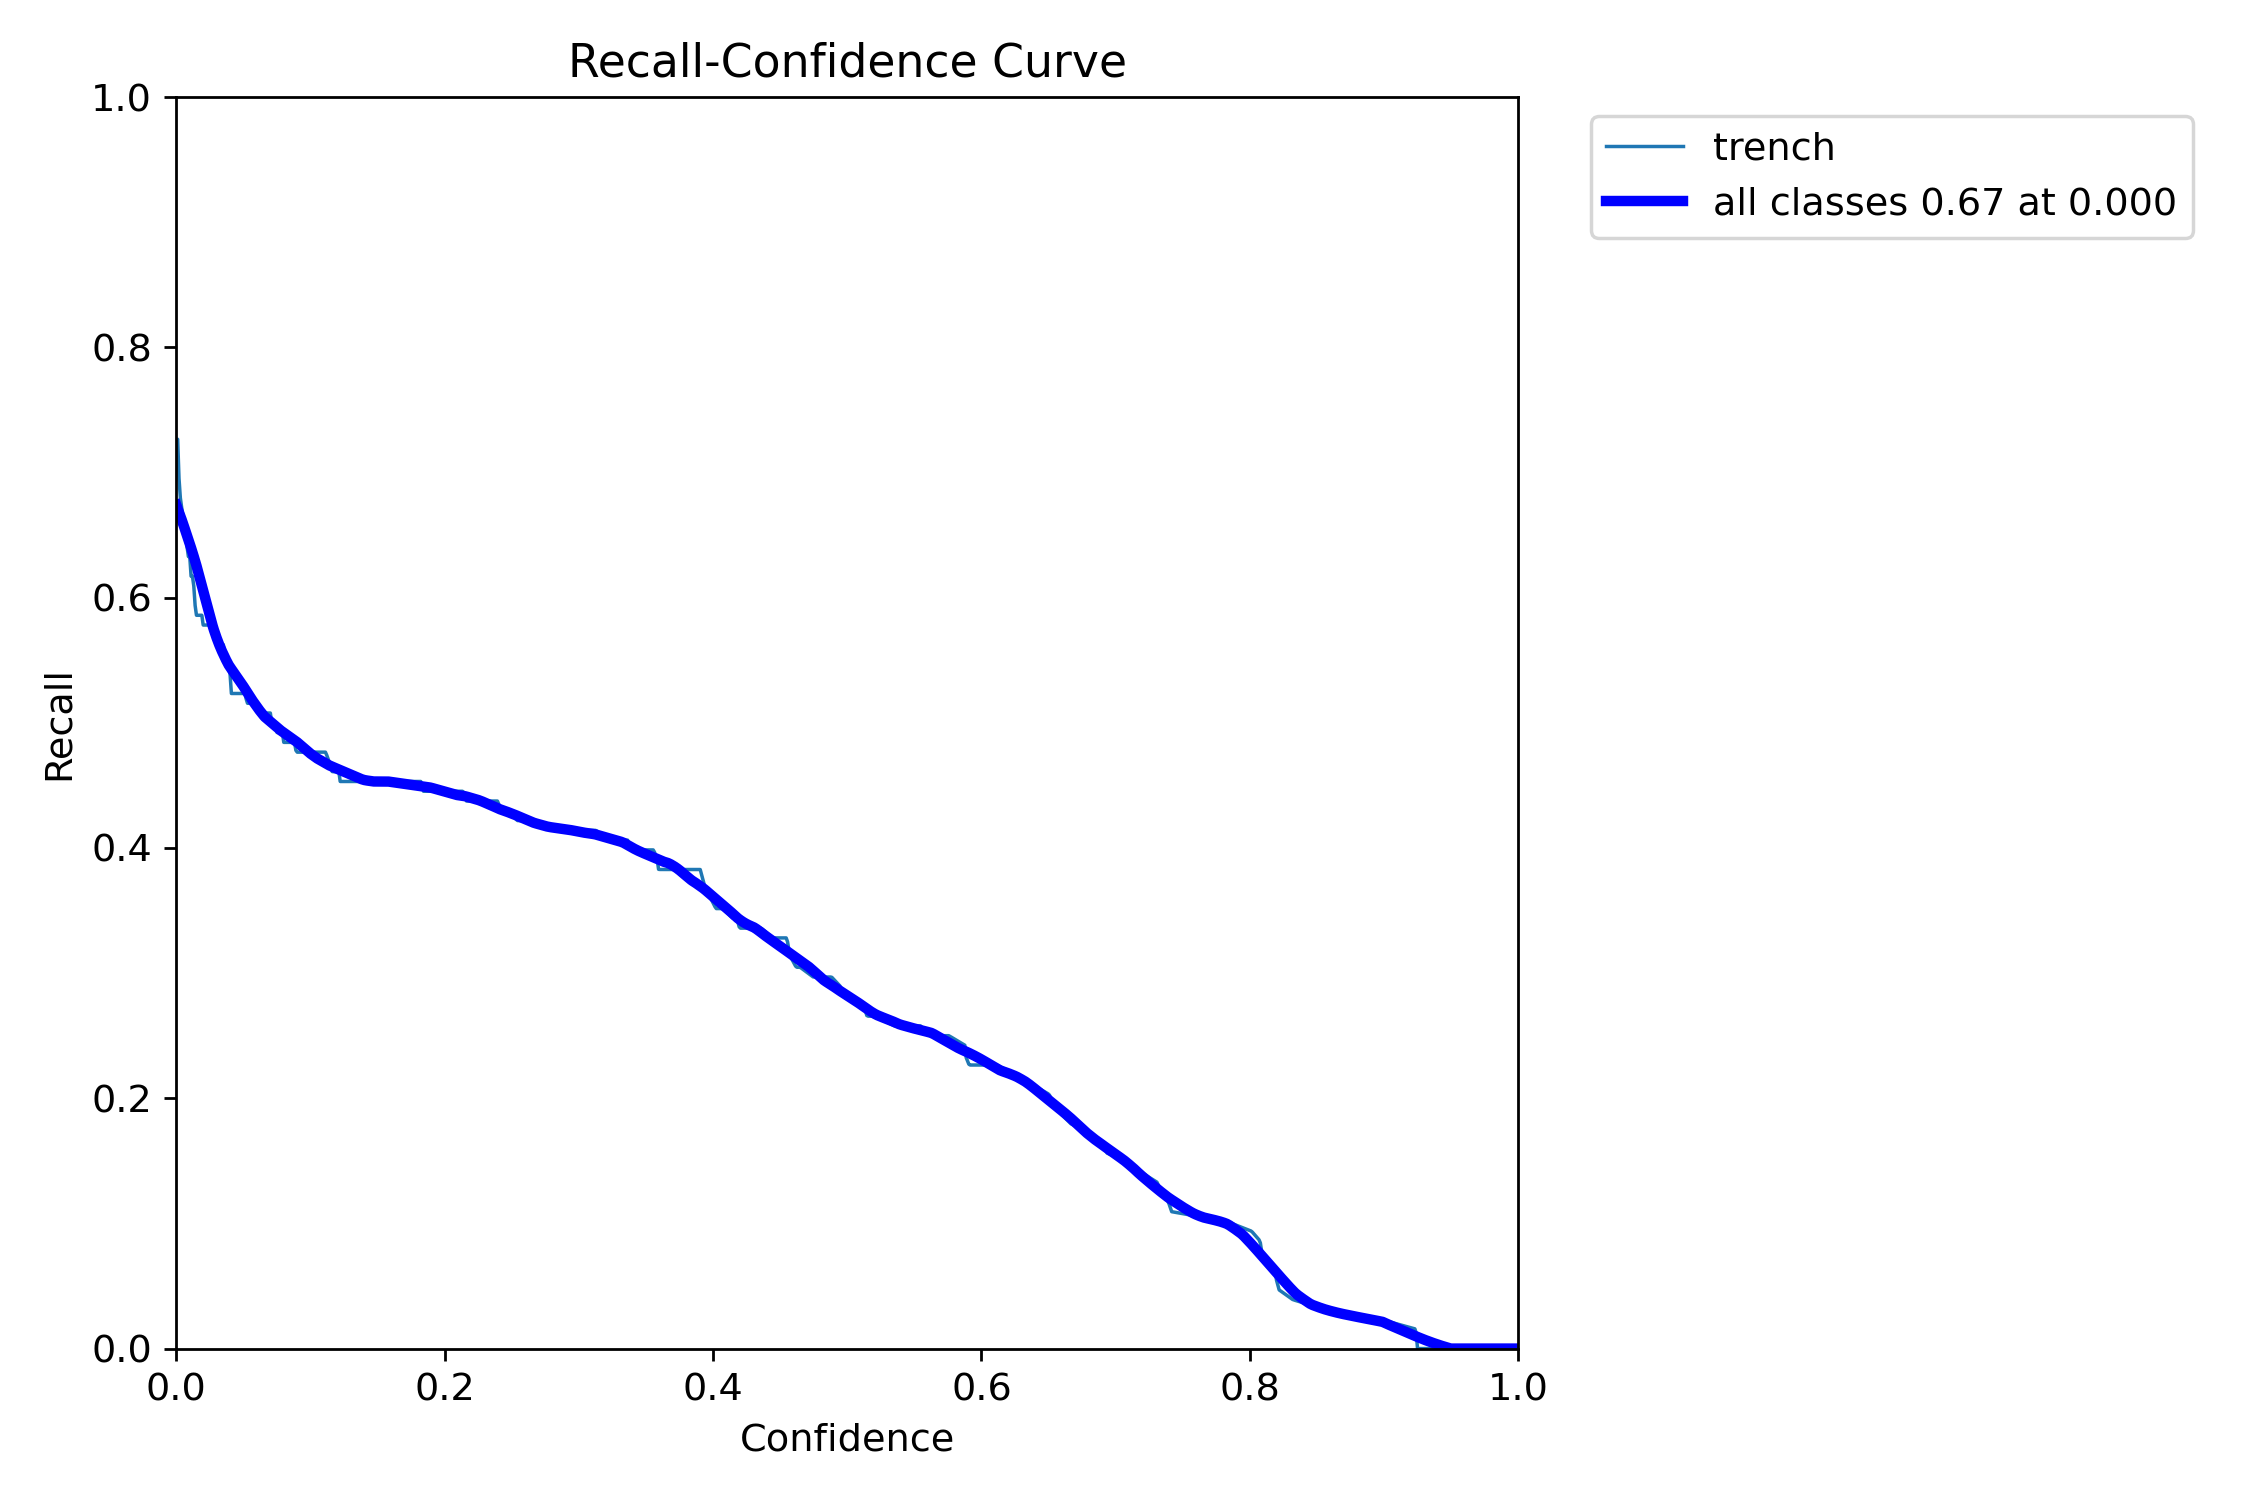 Recall-Confidence Curve
1.0
0.8
0.6
0.4
0.2
0.0
Recall
0.0 0.2 0.4 0.6 0.8 1.0
Confidence
trench
all classes 0.67 at 0.000